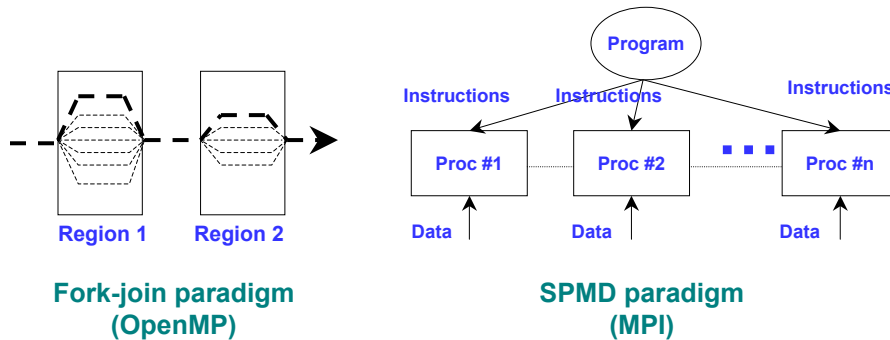 Region 1
Region 2
Fork-join paradigm
(OpenMP)
Program
Instructions
Instructions
Instructions
Proc #1
Proc #2
Proc #n
Data
Data
Data
SPMD paradigm
(MPI)